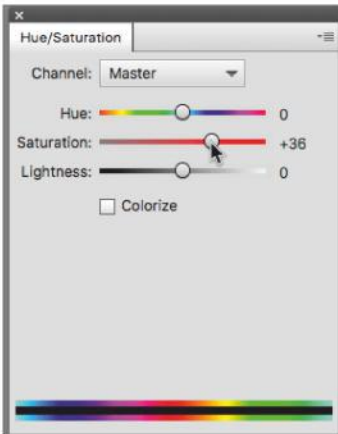 Hue/Saturation
Channel: Master
Hue: 0
Saturation: +36
Lightness: 0
Colorize